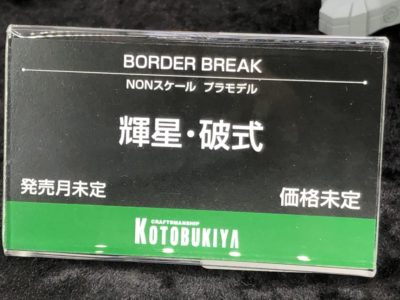 BORDER BREAK
NONスケール プラモデル
輝星・破式
発売月未定 価格未定
CRAFTSMANSHIP
KOTOBUKIYA